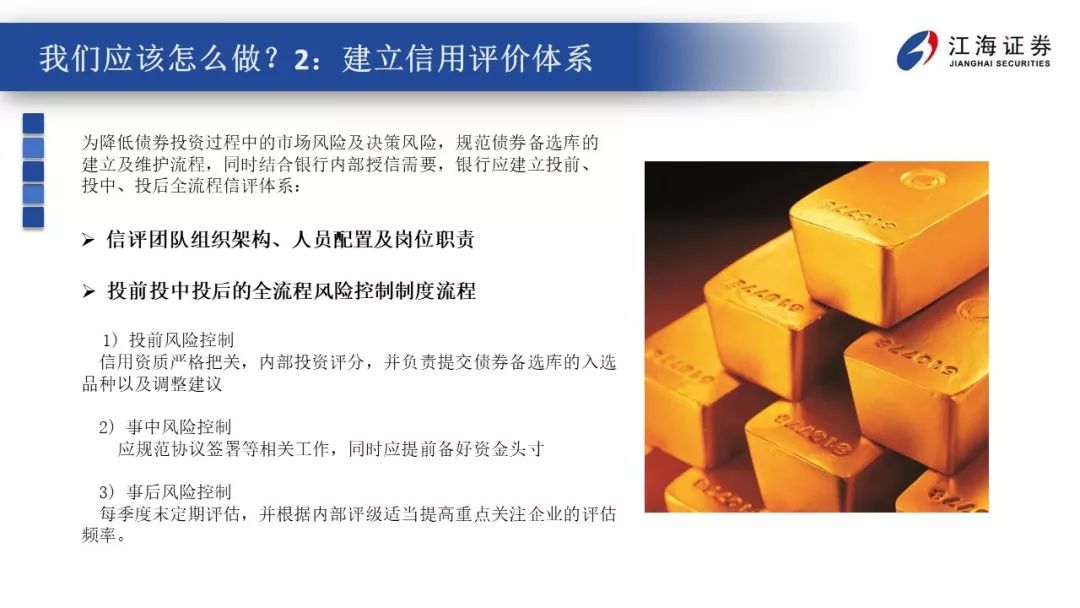 我们应该怎么做？2：建立信用评价体系
江海证券
JIANGHAI SECURITIES
为降低债券投资过程中的市场风险及决策风险，规范债券备选库的
建立及维护流程，同时结合银行内部授信需要，银行应建立投前、
投中、投后全流程信评体系：
➢ 信评团队组织架构、人员配置及岗位职责
➢ 投前投中投后的全流程风险控制制度流程
1）投前风险控制
信用资质严格把关，内部投资评分，并负责提交债券备选库的入选
品种以及调整建议
2）事中风险控制
应规范协议签署等相关工作，同时应提前备好资金头寸
3）事后风险控制
每季度末定期评估，并根据内部评级适当提高重点关注企业的评估
频率。